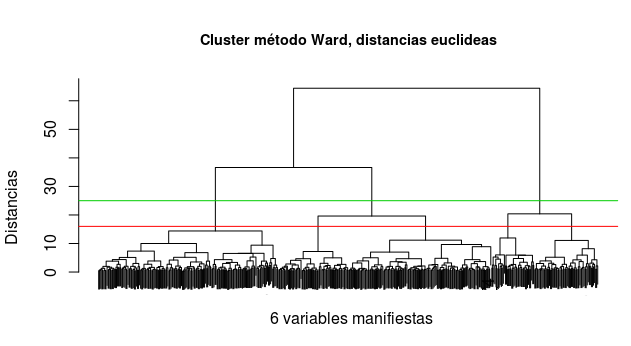 Cluster método Ward, distancias euclideas
Distancias
50
30
10
0
6 variables manifiestas